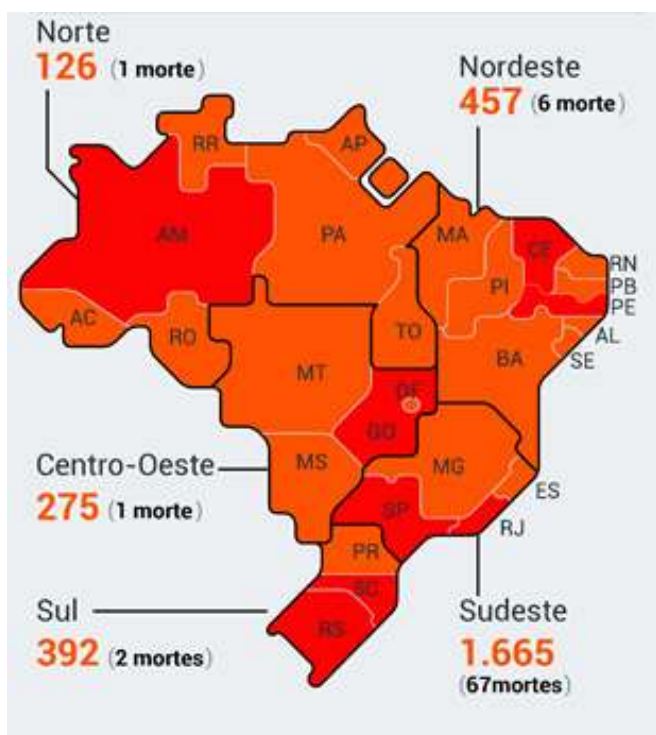 Norte
126 (1 morte)
Nordeste
457 (6 morte)
RR
AP
AM
PA
MA
CE
RN
PI
PB
PE
AC
RO
TO
AL
BA
SE
MT
DF
GO
Centro-Oeste
275 (1 morte)
MS
MG
ES
SP
RJ
PR
SC
Sul
392 (2 mortes)
RS
Sudeste
1.665
(67mortes)